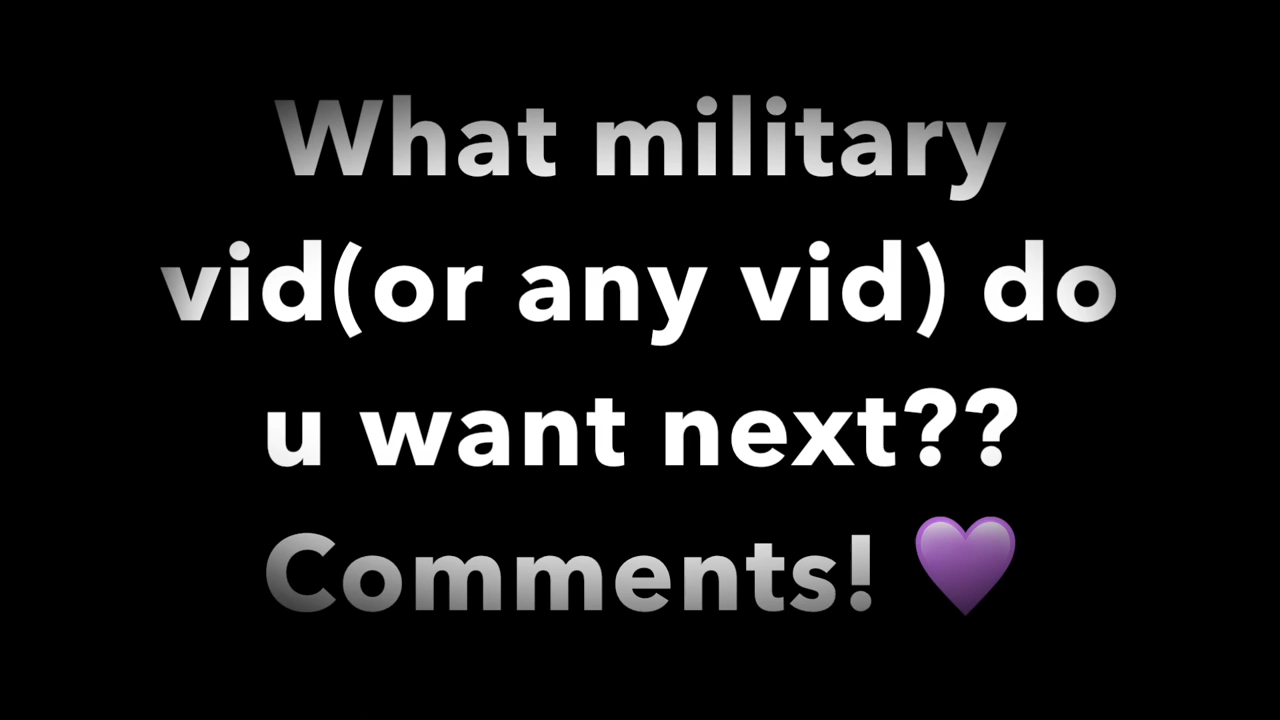 What military
vid(or any vid) do
u want next??
Comments! 💜